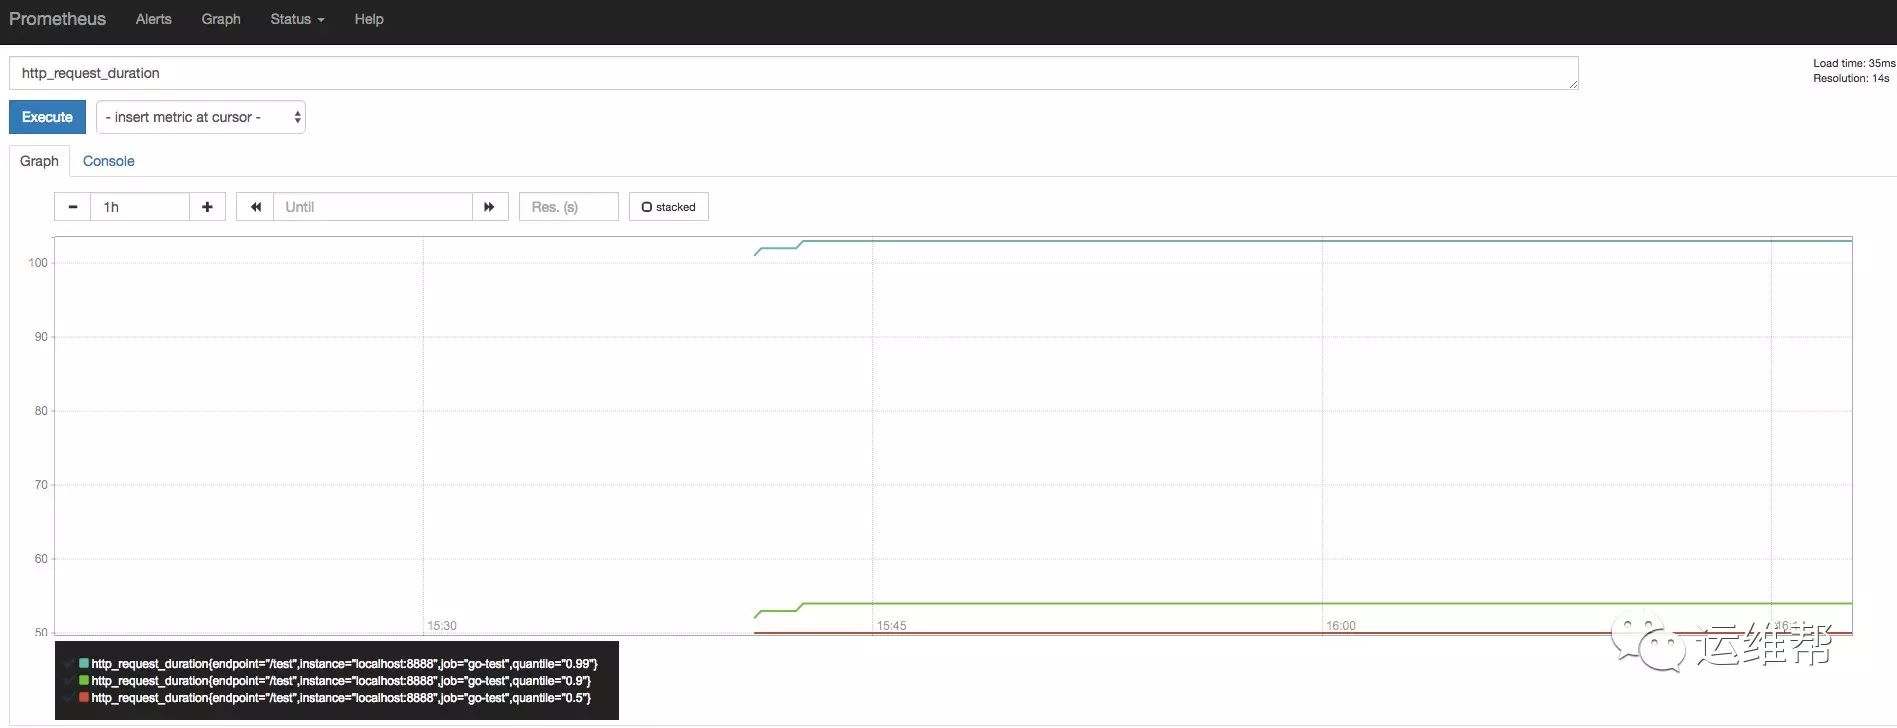 Prometheus Alerts Graph Status Help
http_request_duration
Load time: 35ms
Resolution: 14s
Execute - insert metric at cursor -
Graph Console
1h Until Res. (s) stacked
100
90
80
70
60
50
15:30 15:45 16:00
运维帮
http_request_duration{endpoint="/test",instance="localhost:8888",job="go-test",quantile="0.99"}
http_request_duration{endpoint="/test",instance="localhost:8888",job="go-test",quantile="0.9"}
http_request_duration{endpoint="/test",instance="localhost:8888",job="go-test",quantile="0.5"}